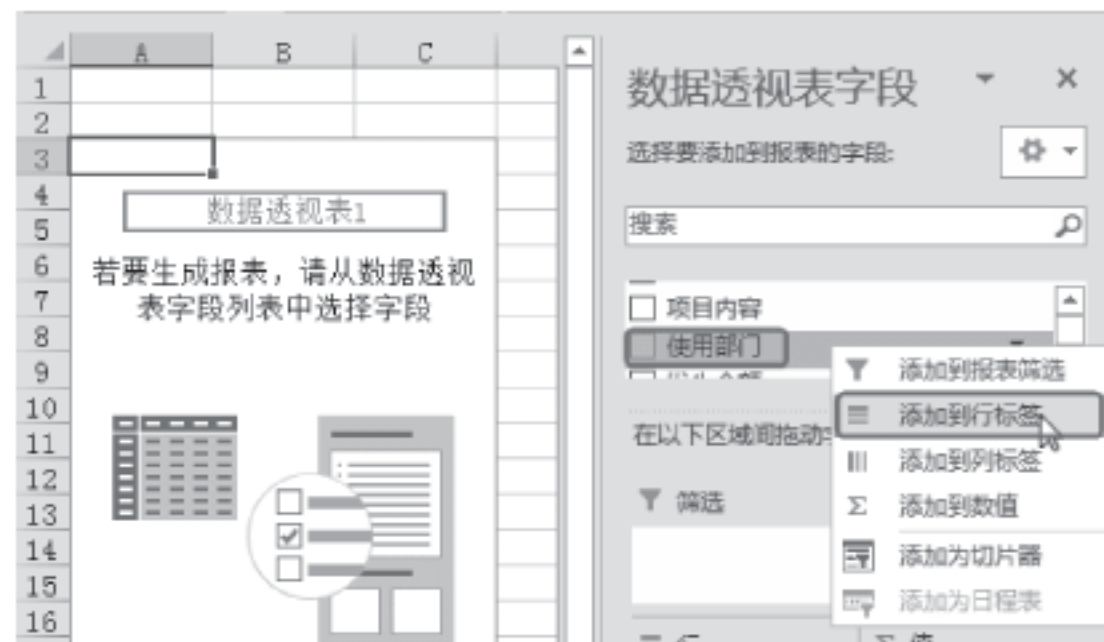 A B C
1
2
3
4
5
6
7
8
9
10
11
12
13
14
15
16
数据透视表1
若要生成报表，请从数据透视
表字段列表中选择字段
数据透视表字段
选择要添加到报表的字段:
搜索
项目内容
使用部门
添加到报表筛选
添加到行标签
添加到列标签
添加到数值
添加为切片器
添加为日程表
在以下区域间拖动
筛选
Σ 值